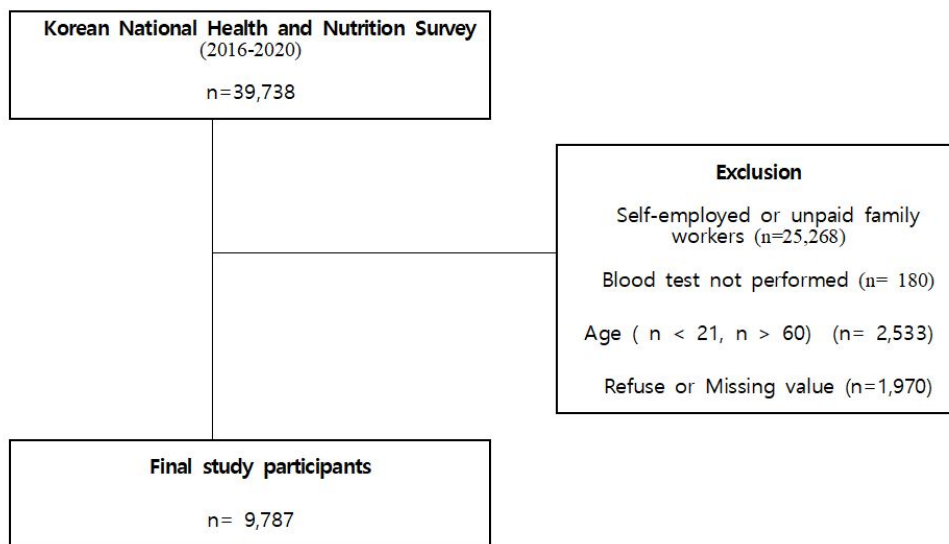 Korean National Health and Nutrition Survey
(2016-2020)
n=39,738
Exclusion
Self-employed or unpaid family
workers (n=25,268)
Blood test not performed (n= 180)
Age ( n < 21, n > 60) (n= 2,533)
Refuse or Missing value (n=1,970)
Final study participants
n= 9,787